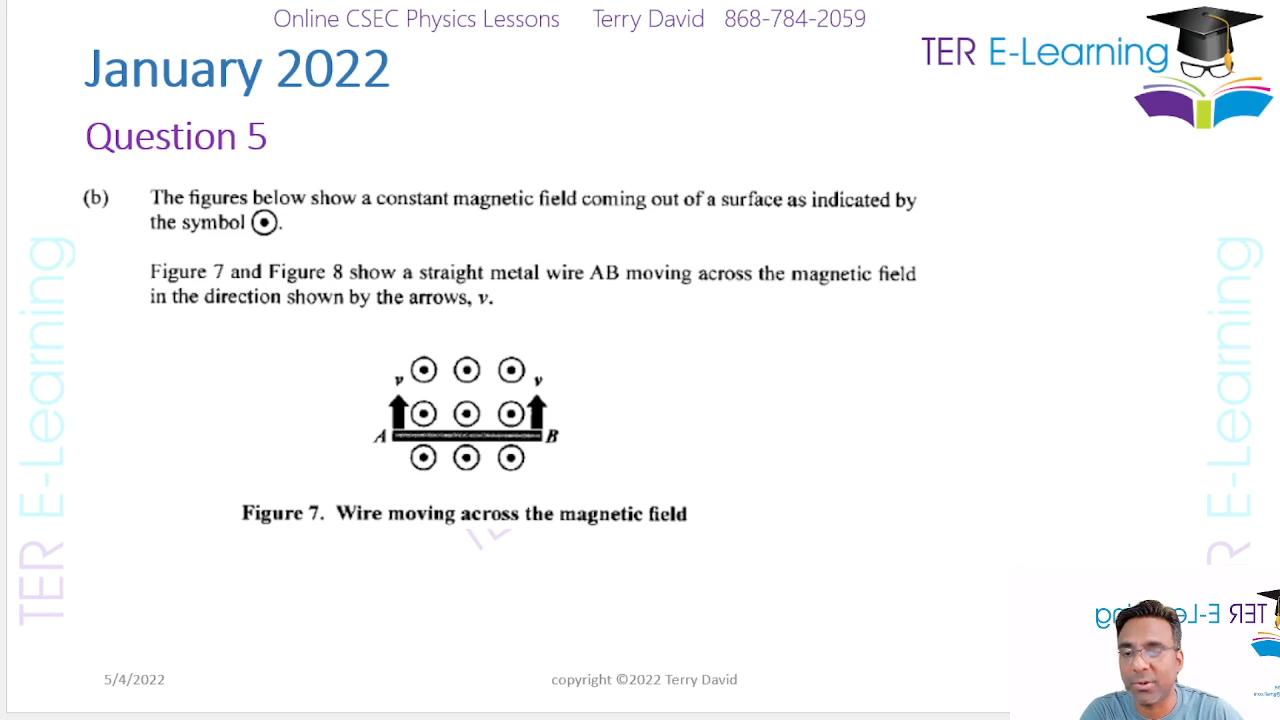 Online CSEC Physics Lessons Terry David 868-784-2059
TER E-Learning
January 2022
Question 5
(b) The figures below show a constant magnetic field coming out of a surface as indicated by
the symbol ⊙.
Figure 7 and Figure 8 show a straight metal wire AB moving across the magnetic field
in the direction shown by the arrows, v.
v v
A B
Figure 7. Wire moving across the magnetic field
TER E-Learning
R E-Learning
TER E-Le ng
5/4/2022
copyright ©2022 Terry David